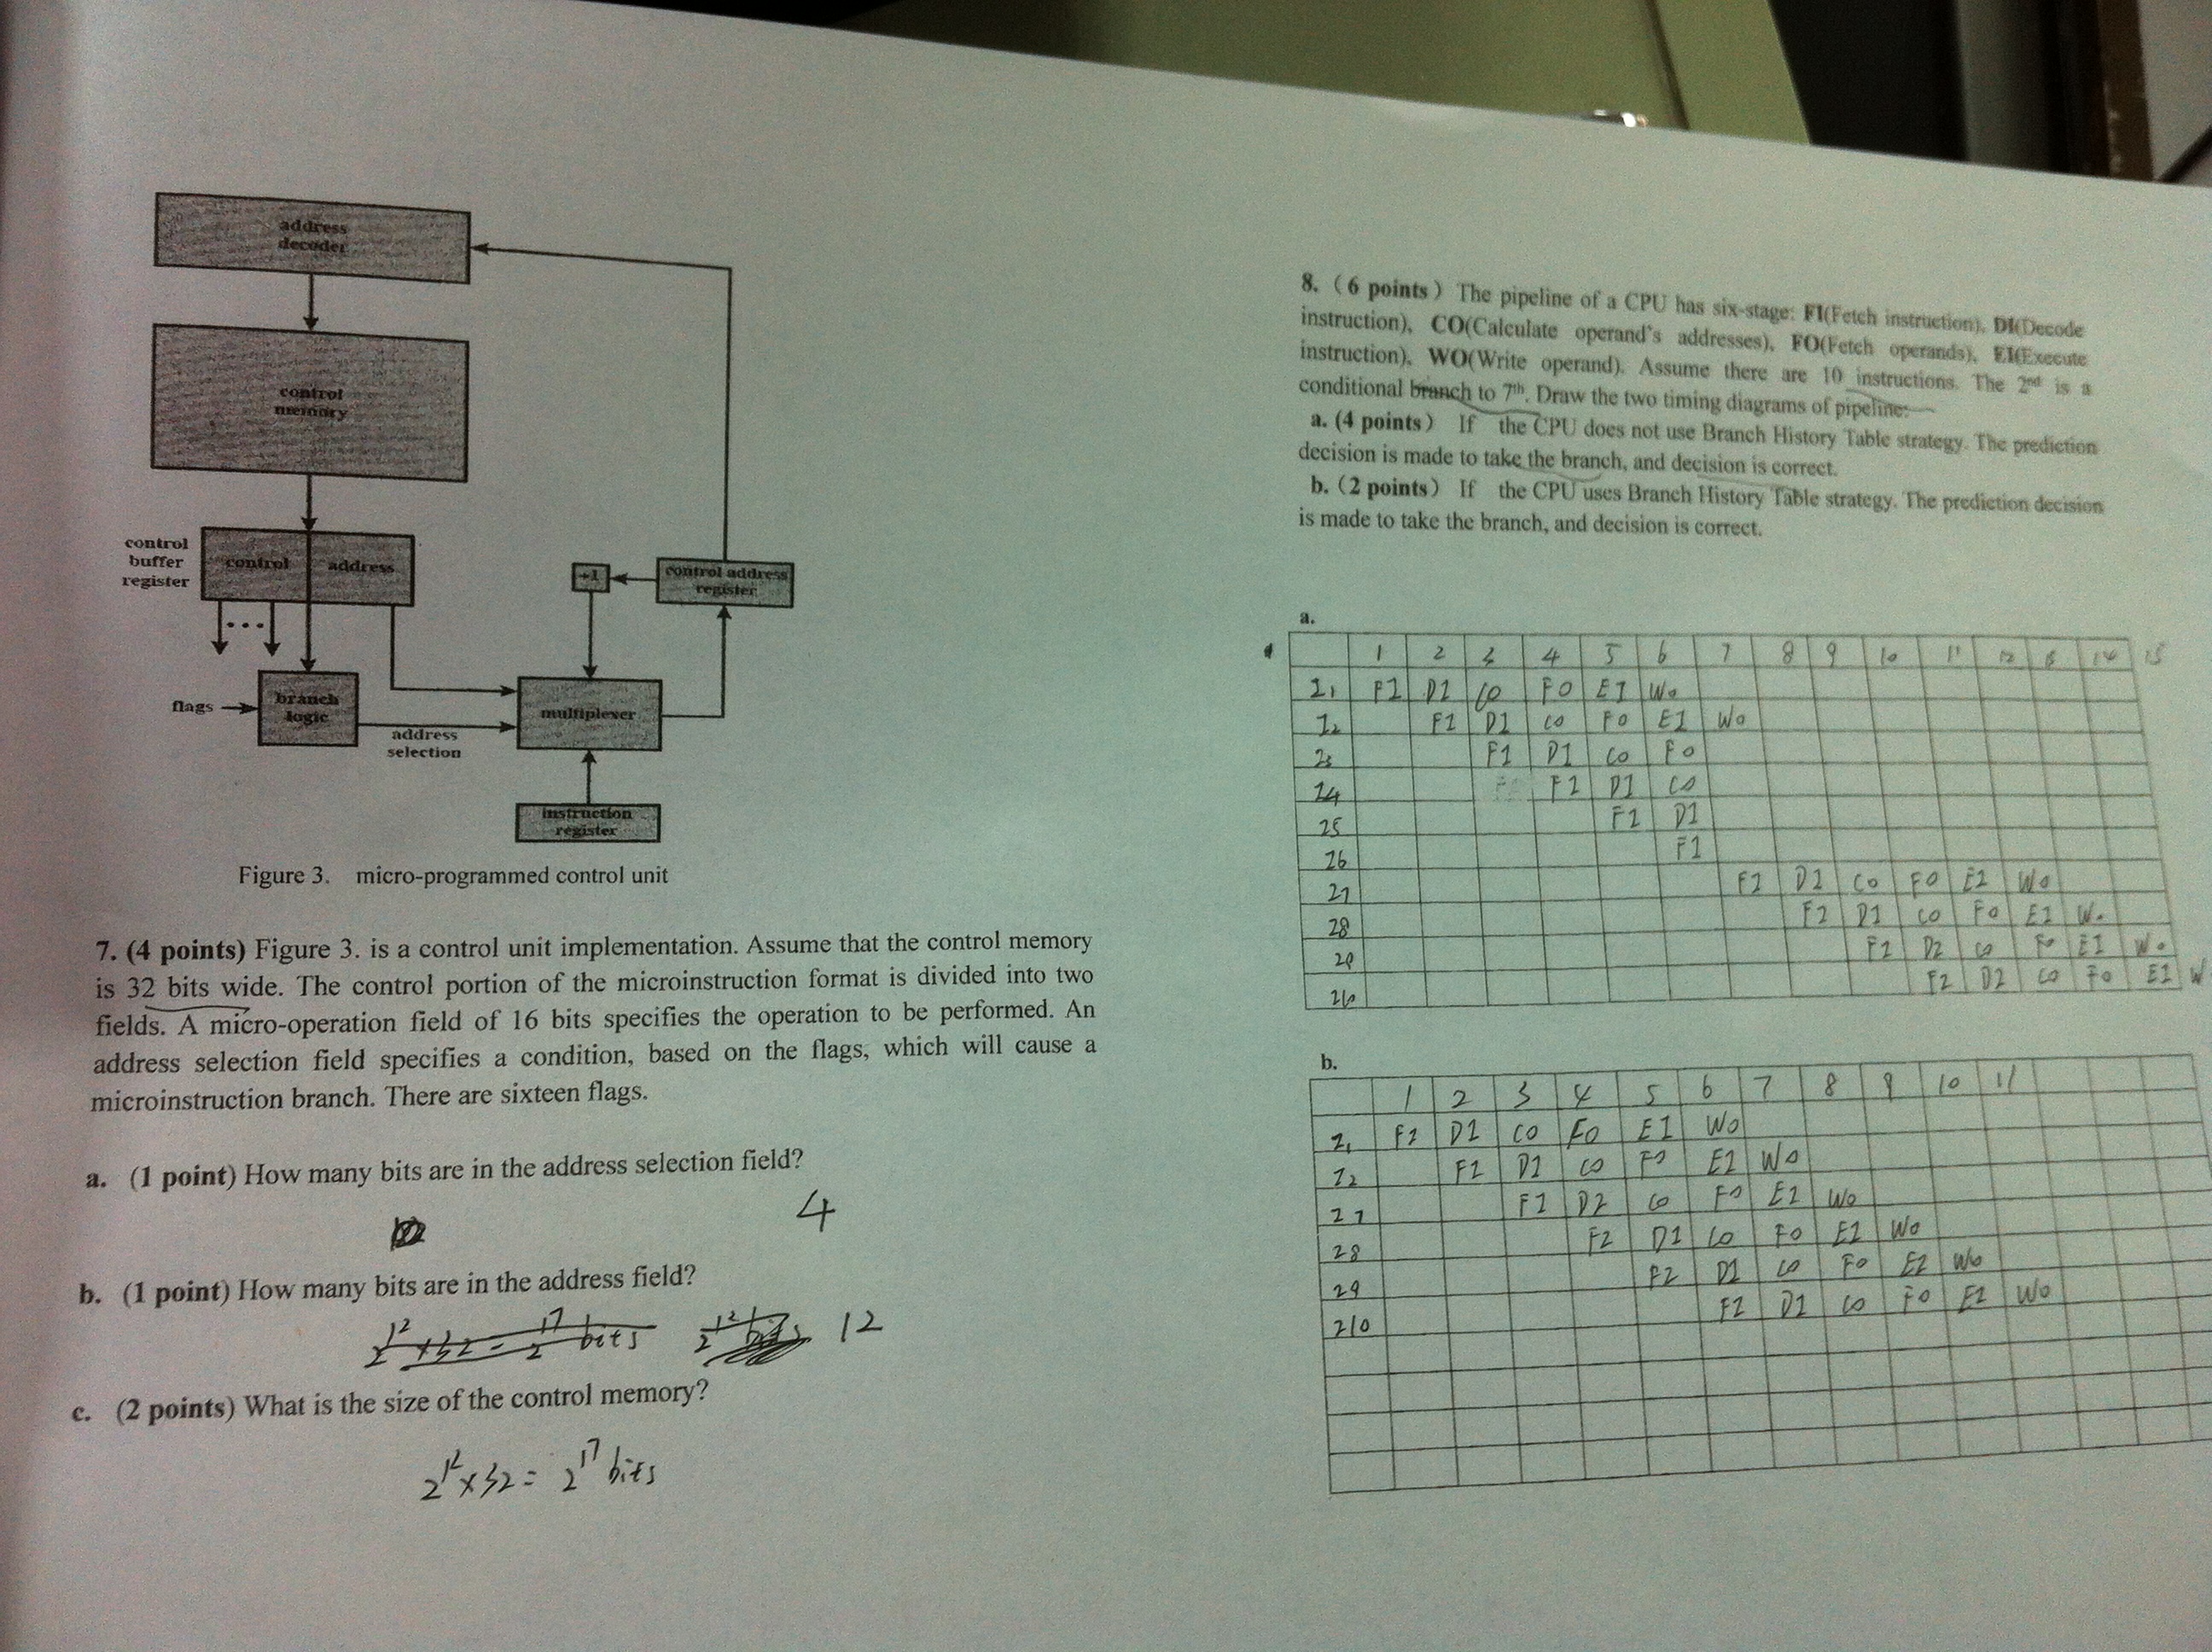 address
decoder
control
memory
control
buffer
register
control
address
+1
control address
register
flags
branch
logic
address
selection
multiplexer
instruction
register
Figure 3. micro-programmed control unit
7. (4 points) Figure 3. is a control unit implementation. Assume that the control memory
is 32 bits wide. The control portion of the microinstruction format is divided into two
fields. A micro-operation field of 16 bits specifies the operation to be performed. An
address selection field specifies a condition, based on the flags, which will cause a
microinstruction branch. There are sixteen flags.
a. (1 point) How many bits are in the address selection field?
4
b. (1 point) How many bits are in the address field?
2^12 x32 = 2^17 bits 2^12 bits 12
c. (2 points) What is the size of the control memory?
2^12 x 32 = 2^17 bits
8. (6 points) The pipeline of a CPU has six-stage: FI(Fetch instruction), DI(Decode
instruction), CO(Calculate operand's addresses), FO(Fetch operands), EI(Execute
instruction), WO(Write operand). Assume there are 10 instructions. The 2nd is a
conditional branch to 7th. Draw the two timing diagrams of pipeline:
a. (4 points) If the CPU does not use Branch History Table strategy. The prediction
decision is made to take the branch, and decision is correct.
b. (2 points) If the CPU uses Branch History Table strategy. The prediction decision
is made to take the branch, and decision is correct.
a.
1 2 3 4 5 6 7 8 9 10 11 12 13 14 15
I1 FI DI CO FO EI WO
I2 FI DI CO FO EI WO
I3 FI DI CO FO
I4 FI DI CO
I5 FI DI
I6 FI
I7 FI DI CO FO EI WO
I8 FI DI CO FO EI WO
I9 FI DI CO FO EI WO
I10 FI DI CO FO EI W
b.
1 2 3 4 5 6 7 8 9 10 11
I1 FI DI CO FO EI WO
I2 FI DI CO FO EI WO
I7 FI DI CO FO EI WO
I8 FI DI CO FO EI WO
I9 FI DI CO FO EI WO
I10 FI DI CO FO EI WO